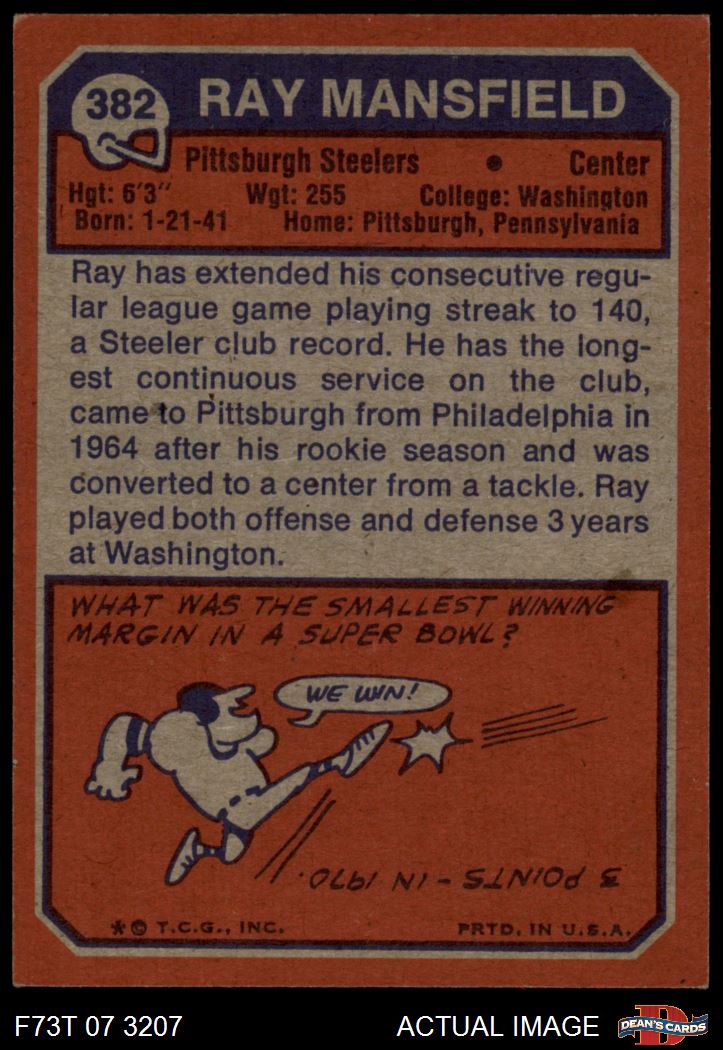 382 RAY MANSFIELD
Pittsburgh Steelers • Center
Hgt: 6'3" Wgt: 255 College: Washington
Born: 1-21-41 Home: Pittsburgh, Pennsylvania
Ray has extended his consecutive regu-
lar league game playing streak to 140,
a Steeler club record. He has the long-
est continuous service on the club,
came to Pittsburgh from Philadelphia in
1964 after his rookie season and was
converted to a center from a tackle. Ray
played both offense and defense 3 years
at Washington.
WHAT WAS THE SMALLEST WINNING
MARGIN IN A SUPER BOWL?
WE WIN!
3 POINTS - IN 1970.
* © T.C.G., INC. PRTD. IN U.S.A.
F73T 07 3207 ACTUAL IMAGE D DEAN'S CARDS